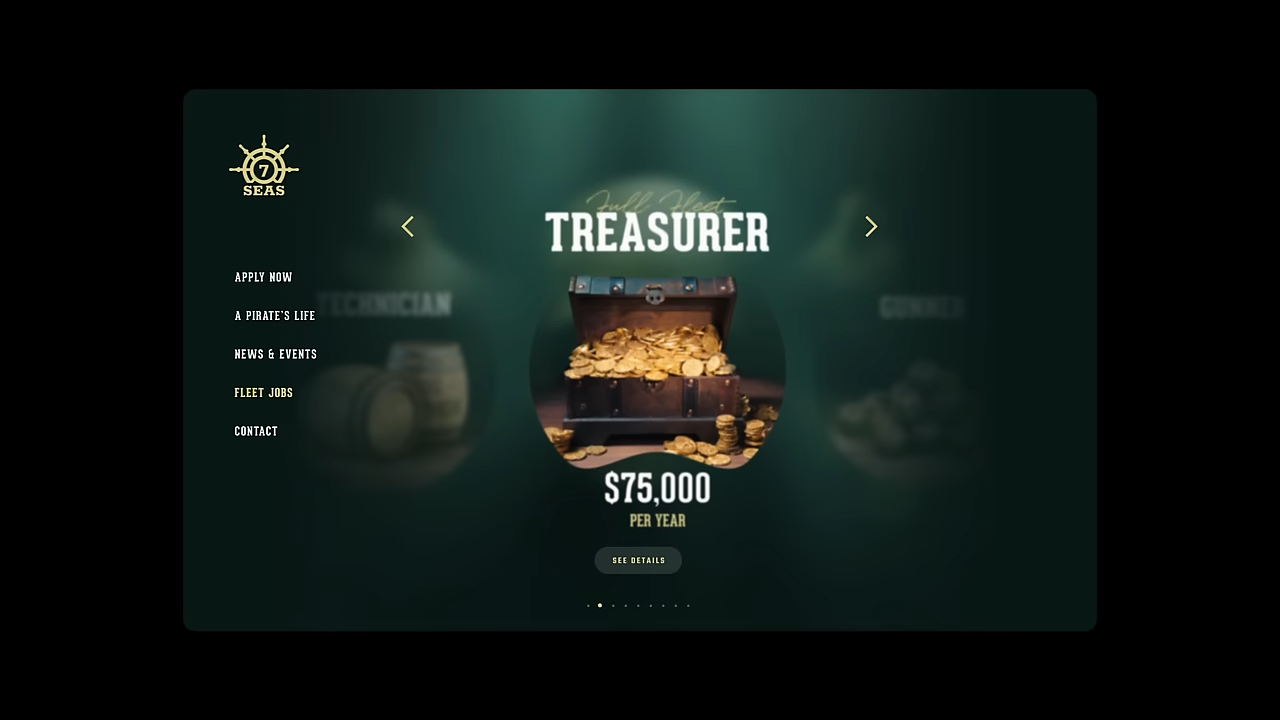 7
SEAS
Full Fleet
TREASURER
APPLY NOW
TECHNICIAN
GUNNER
A PIRATE'S LIFE
NEWS & EVENTS
FLEET JOBS
CONTACT
$75,000
PER YEAR
SEE DETAILS